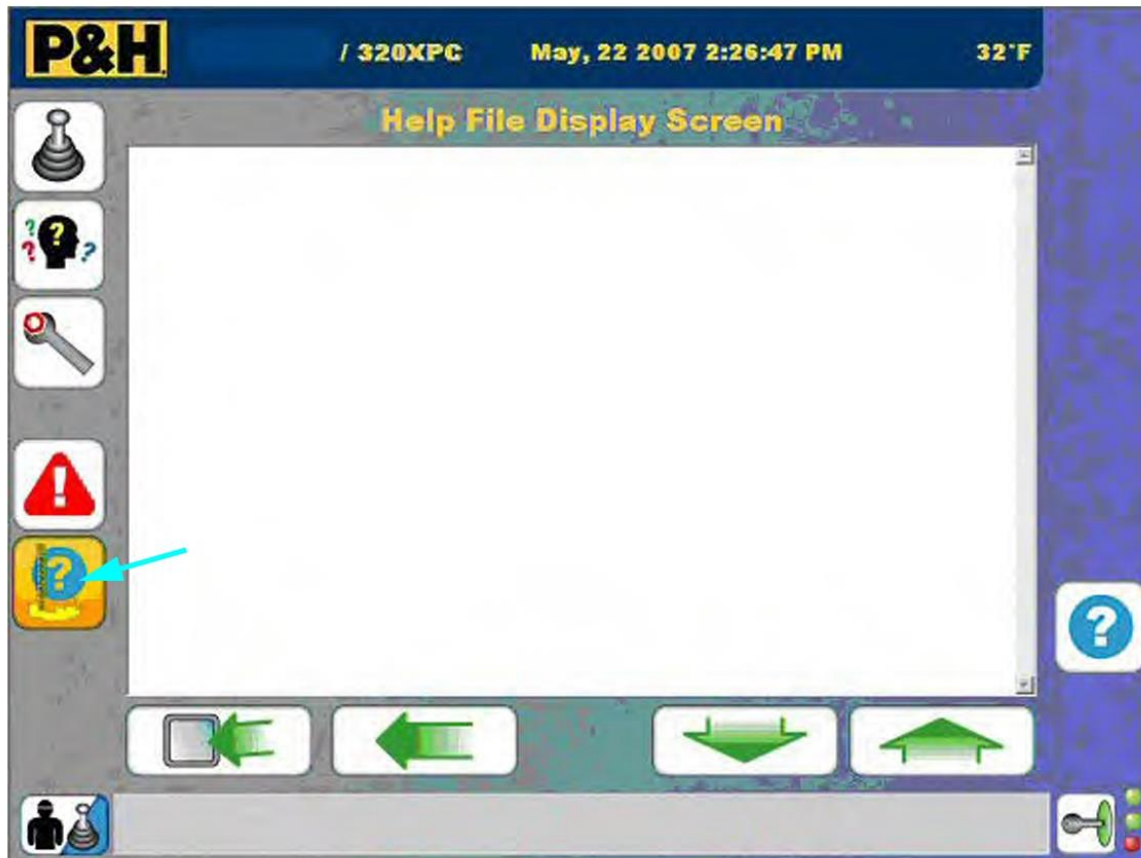 P&H / 320XPC May, 22 2007 2:26:47 PM 32°F
Help File Display Screen
? ? ? ?
!
?
?